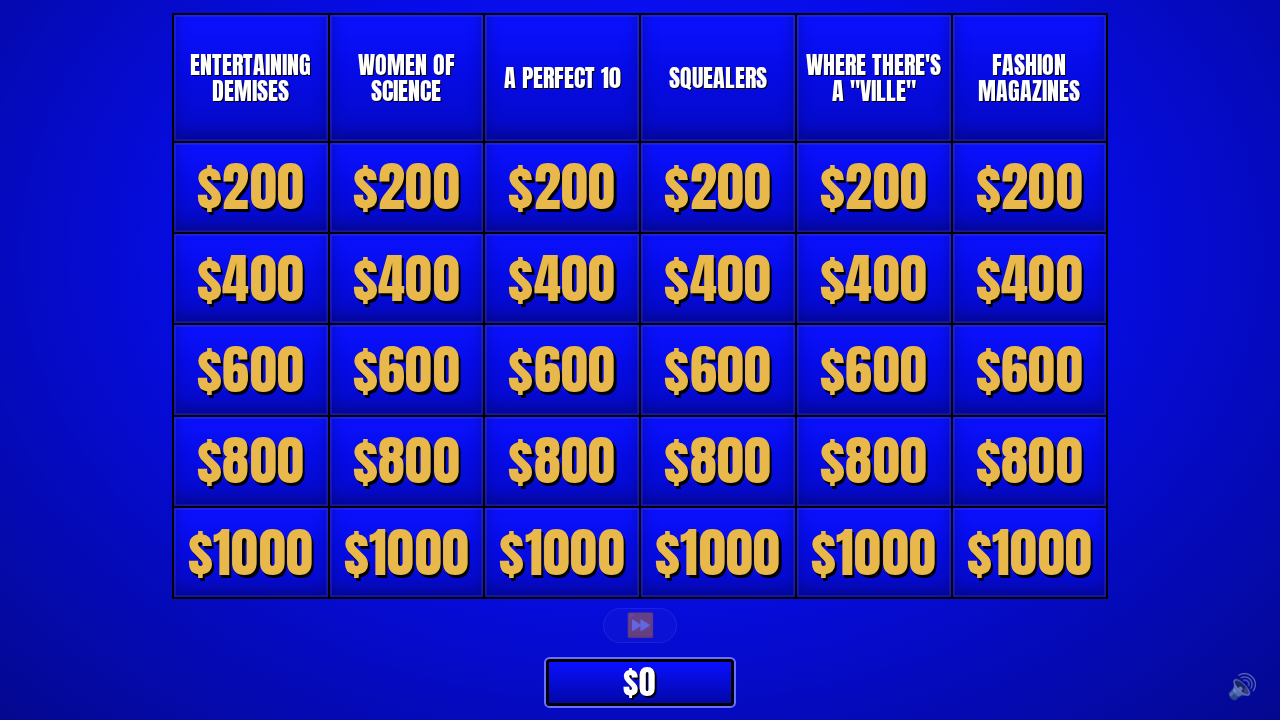 ENTERTAINING
DEMISES
WOMEN OF
SCIENCE
A PERFECT 10
SQUEALERS
WHERE THERE'S
A "VILLE"
FASHION
MAGAZINES
$200 $200 $200 $200 $200 $200
$400 $400 $400 $400 $400 $400
$600 $600 $600 $600 $600 $600
$800 $800 $800 $800 $800 $800
$1000 $1000 $1000 $1000 $1000 $1000
$0